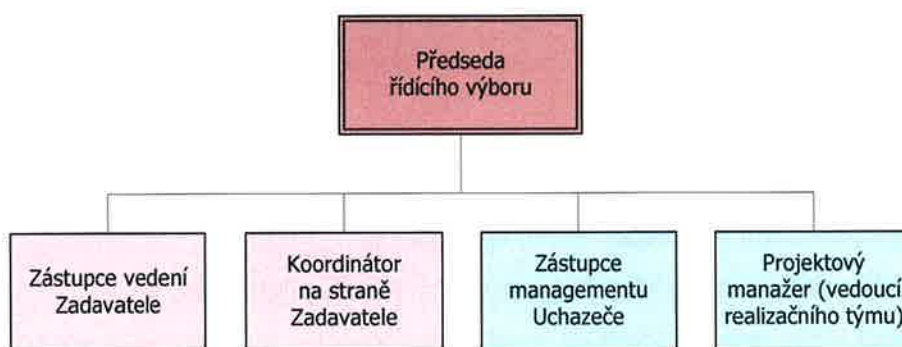 Předseda
řídícího výboru
Zástupce vedení
Zadavatele
Koordinátor
na straně
Zadavatele
Zástupce
managementu
Uchazeče
Projektový
manažer (vedoucí
realizačního týmu)